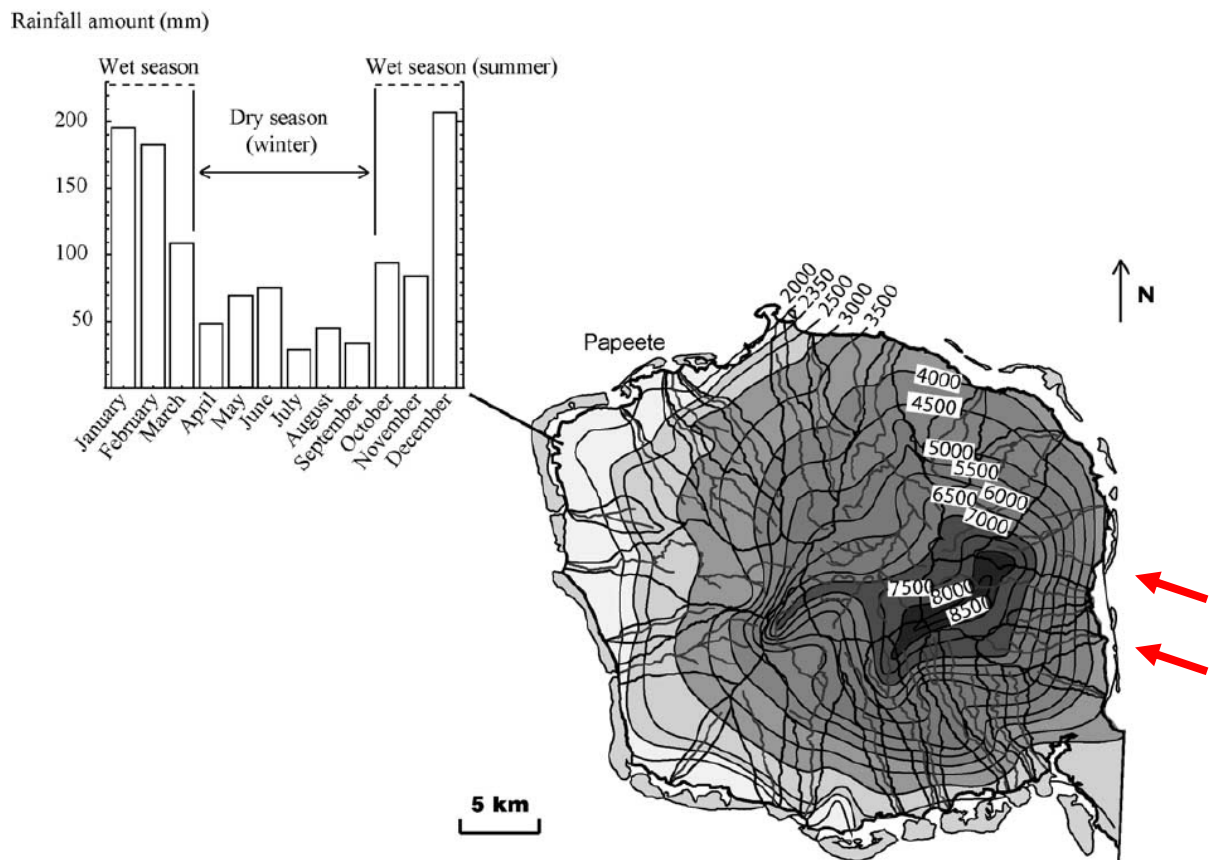 Rainfall amount (mm)
Wet season
Wet season (summer)
Dry season
(winter)
200
150
100
50
January
February
March
April
May
June
July
August
September
October
November
December
Papeete
2000
2350
2500
3000
3500
N
4000
4500
5000
5500
6000
6500
7000
7500
8000
8500
5 km